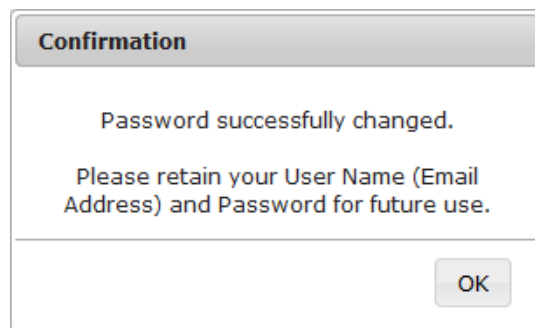 Confirmation
Password successfully changed.
Please retain your User Name (Email
Address) and Password for future use.
OK